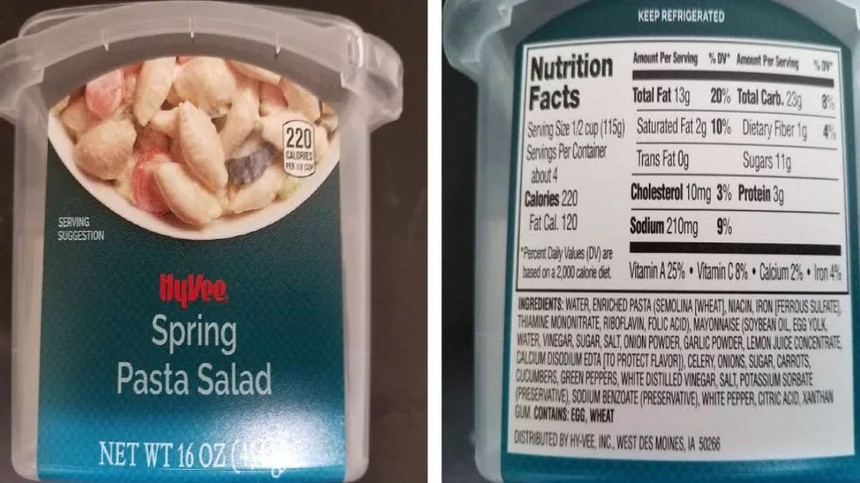 220
CALORIES
PER 1/2 CUP
SERVING
SUGGESTION
HyVee
Spring
Pasta Salad
NET WT 16 OZ
KEEP REFRIGERATED
Nutrition
Facts
Serving Size 1/2 cup (115g)
Servings Per Container
about 4
Calories 220
Fat Cal. 120
*Percent Daily Values (DV) are
based on a 2,000 calorie diet.
Amount Per Serving % DV* Amount Per Serving % DV*
Total Fat 13g 20% Total Carb. 23g 8%
Saturated Fat 2g 10% Dietary Fiber 1g 4%
Trans Fat 0g Sugars 11g
Cholesterol 10mg 3% Protein 3g
Sodium 210mg 9%
Vitamin A 25% • Vitamin C 8% • Calcium 2% • Iron 4%
INGREDIENTS: WATER, ENRICHED PASTA (SEMOLINA [WHEAT], NIACIN, IRON [FERROUS SULFATE],
THIAMINE MONONITRATE, RIBOFLAVIN, FOLIC ACID), MAYONNAISE (SOYBEAN OIL, EGG YOLK,
WATER, VINEGAR, SUGAR, SALT, ONION POWDER, GARLIC POWDER, LEMON JUICE CONCENTRATE,
CALCIUM DISODIUM EDTA [TO PROTECT FLAVOR]), CELERY, ONIONS, SUGAR, CARROTS,
CUCUMBERS, GREEN PEPPERS, WHITE DISTILLED VINEGAR, SALT, POTASSIUM SORBATE
(PRESERVATIVE), SODIUM BENZOATE (PRESERVATIVE), WHITE PEPPER, CITRIC ACID, XANTHAN
GUM. CONTAINS: EGG, WHEAT
DISTRIBUTED BY HY-VEE, INC., WEST DES MOINES, IA 50266